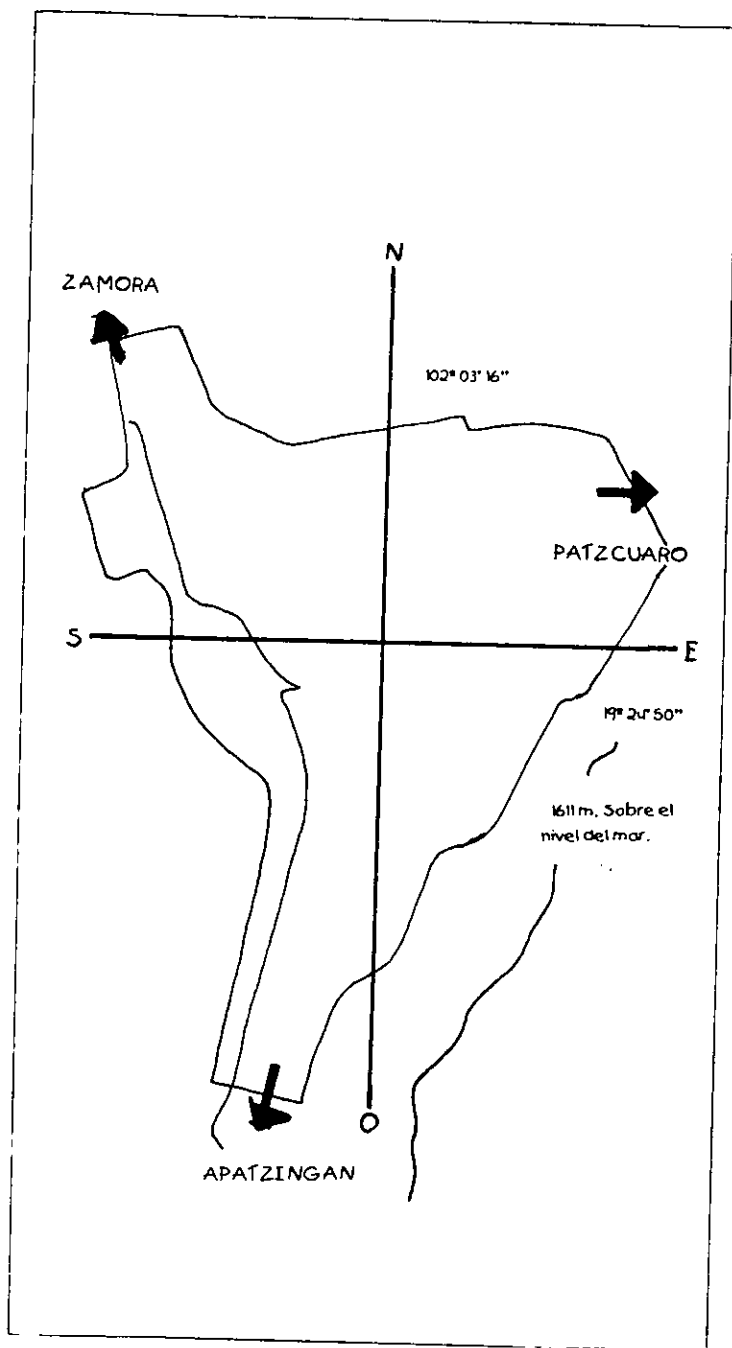 N
ZAMORA
102° 03' 16"
PATZCUARO
S
E
19° 24' 50"
1611 m. Sobre el
nivel del mar.
O
APATZINGAN